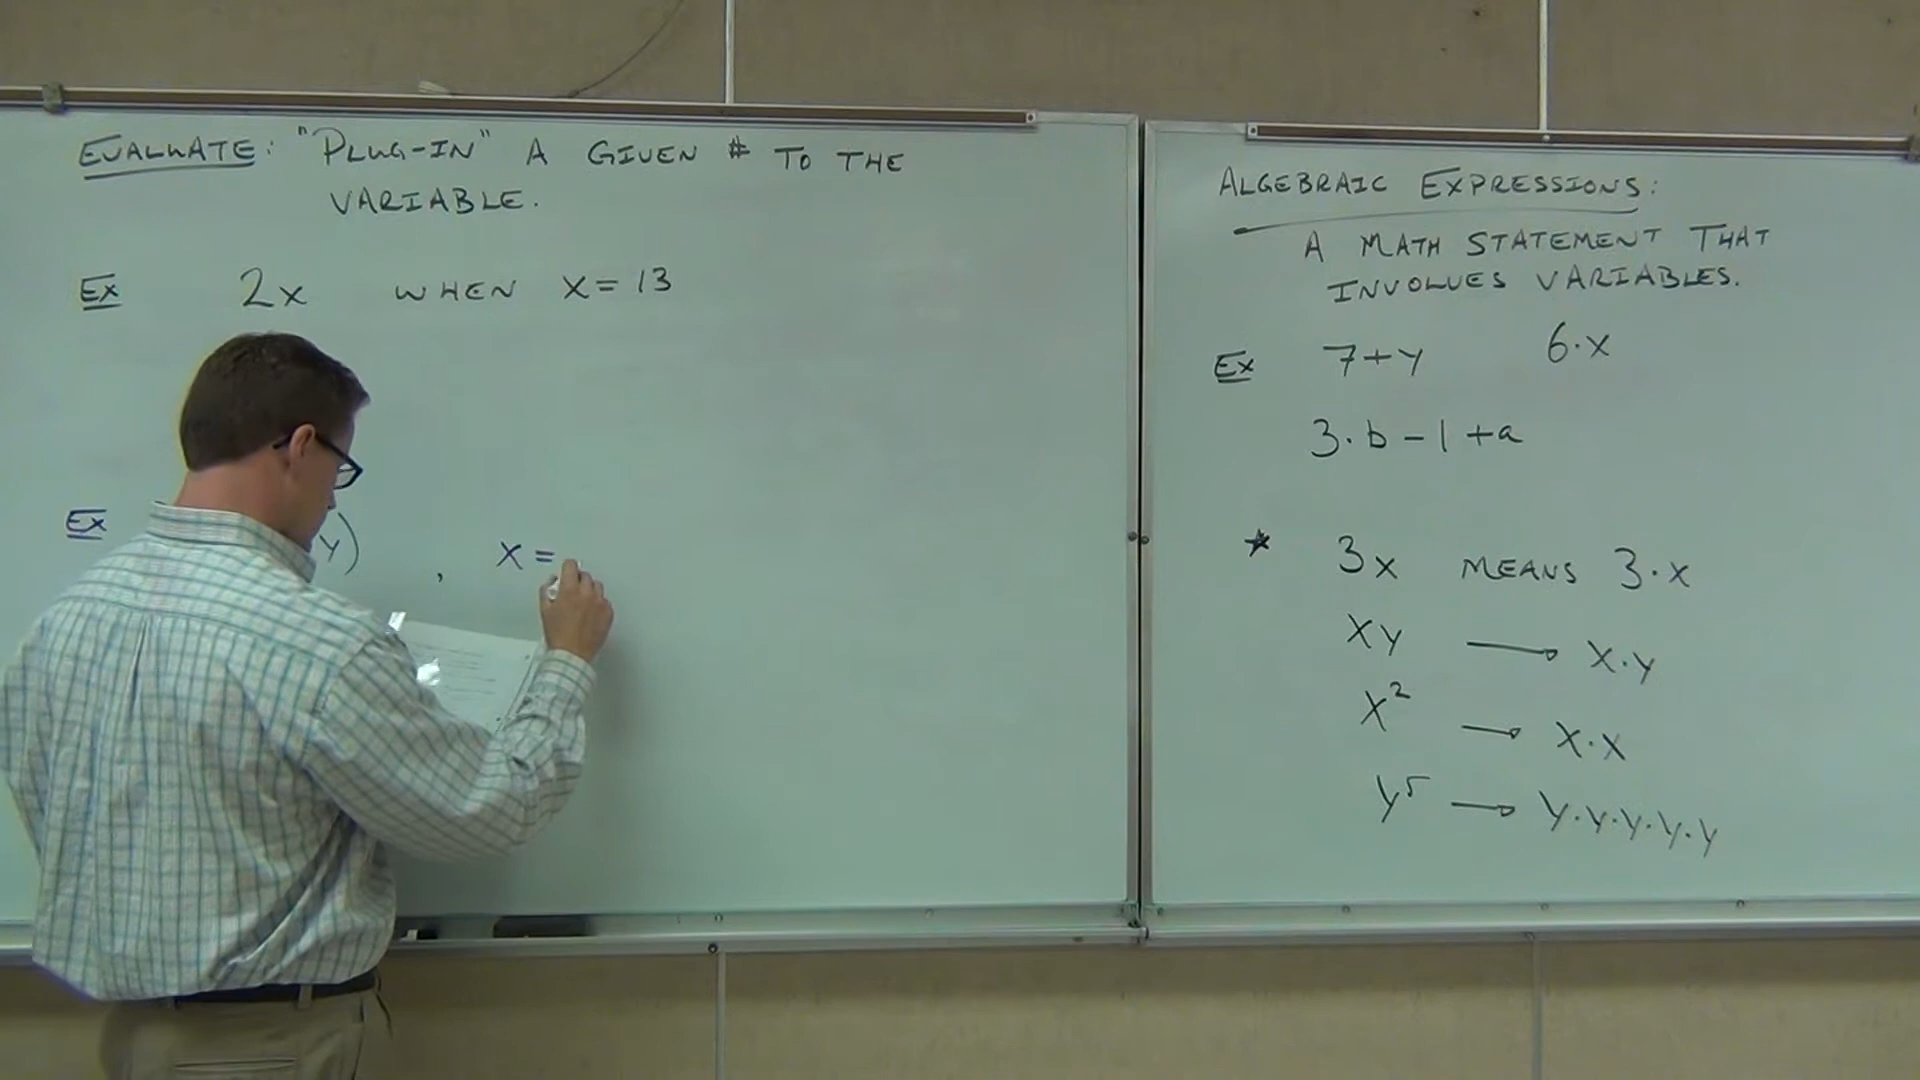 EVALUATE: "PLUG-IN" A GIVEN # TO THE
VARIABLE.
Ex 2x WHEN x = 13
Ex y) , x =
ALGEBRAIC EXPRESSIONS:
A MATH STATEMENT THAT
INVOLVES VARIABLES.
Ex 7+y 6·x
3·b-1+a
★ 3x MEANS 3·x
xy → x·y
x² → x·x
y⁵ → y·y·y·y·y